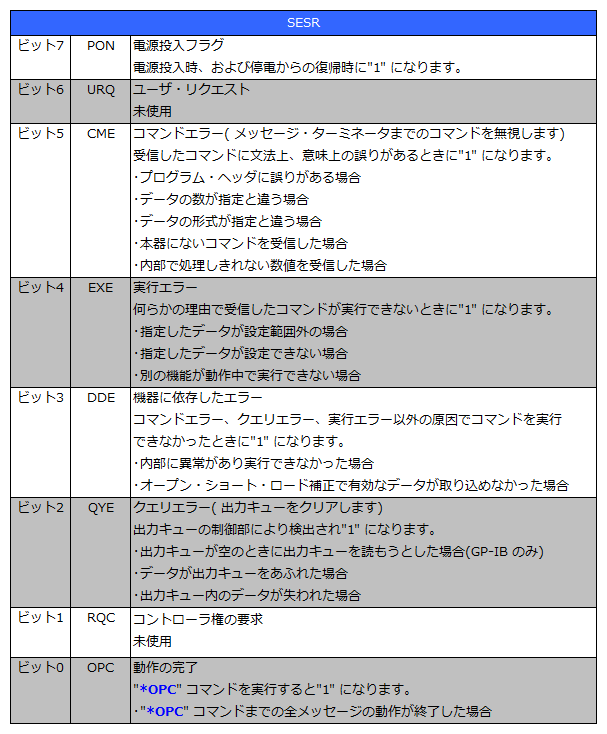 SESR
ビット7 PON 電源投入フラグ
電源投入時、および停電からの復帰時に"1" になります。
ビット6 URQ ユーザ・リクエスト
未使用
ビット5 CME コマンドエラー( メッセージ・ターミネータまでのコマンドを無視します)
受信したコマンドに文法上、意味上の誤りがあるときに"1" になります。
・プログラム・ヘッダに誤りがある場合
・データの数が指定と違う場合
・データの形式が指定と違う場合
・本器にないコマンドを受信した場合
・内部で処理しきれない数値を受信した場合
ビット4 EXE 実行エラー
何らかの理由で受信したコマンドが実行できないときに"1" になります。
・指定したデータが設定範囲外の場合
・指定したデータが設定できない場合
・別の機能が動作中で実行できない場合
ビット3 DDE 機器に依存したエラー
コマンドエラー、クエリエラー、実行エラー以外の原因でコマンドを実行
できなかったときに"1" になります。
・内部に異常があり実行できなかった場合
・オープン・ショート・ロード補正で有効なデータが取り込めなかった場合
ビット2 QYE クエリエラー( 出力キューをクリアします)
出力キューの制御部により検出され"1" になります。
・出力キューが空のときに出力キューを読もうとした場合(GP-IB のみ)
・データが出力キューをあふれた場合
・出力キュー内のデータが失われた場合
ビット1 RQC コントローラ権の要求
未使用
ビット0 OPC 動作の完了
"*OPC" コマンドを実行すると"1" になります。
・"*OPC" コマンドまでの全メッセージの動作が終了した場合